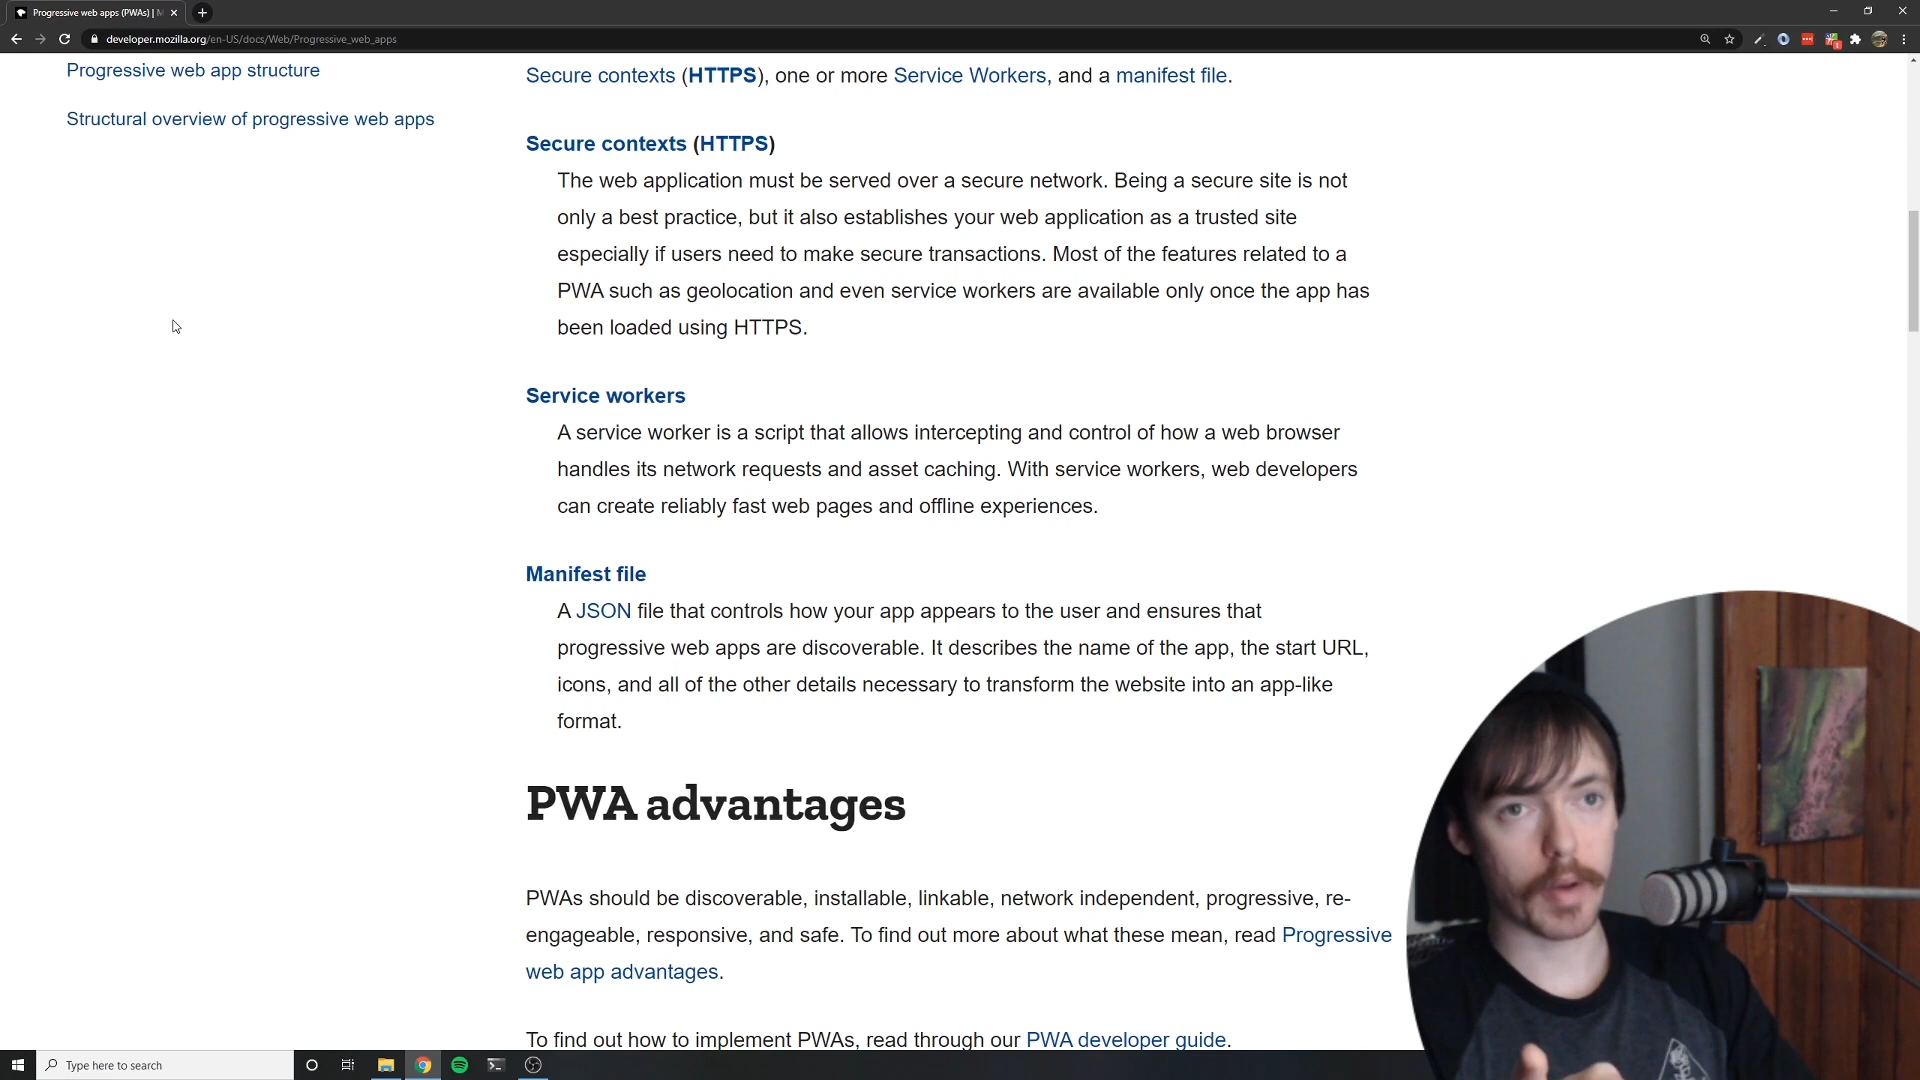 Progressive web apps (PWAs) | M
developer.mozilla.org/en-US/docs/Web/Progressive_web_apps
Progressive web app structure
Structural overview of progressive web apps
Secure contexts (HTTPS), one or more Service Workers, and a manifest file.
Secure contexts (HTTPS)
The web application must be served over a secure network. Being a secure site is not
only a best practice, but it also establishes your web application as a trusted site
especially if users need to make secure transactions. Most of the features related to a
PWA such as geolocation and even service workers are available only once the app has
been loaded using HTTPS.
Service workers
A service worker is a script that allows intercepting and control of how a web browser
handles its network requests and asset caching. With service workers, web developers
can create reliably fast web pages and offline experiences.
Manifest file
A JSON file that controls how your app appears to the user and ensures that
progressive web apps are discoverable. It describes the name of the app, the start URL,
icons, and all of the other details necessary to transform the website into an app-like
format.
PWA advantages
PWAs should be discoverable, installable, linkable, network independent, progressive, re-
engageable, responsive, and safe. To find out more about what these mean, read Progressive
web app advantages.
To find out how to implement PWAs, read through our PWA developer guide.
Type here to search